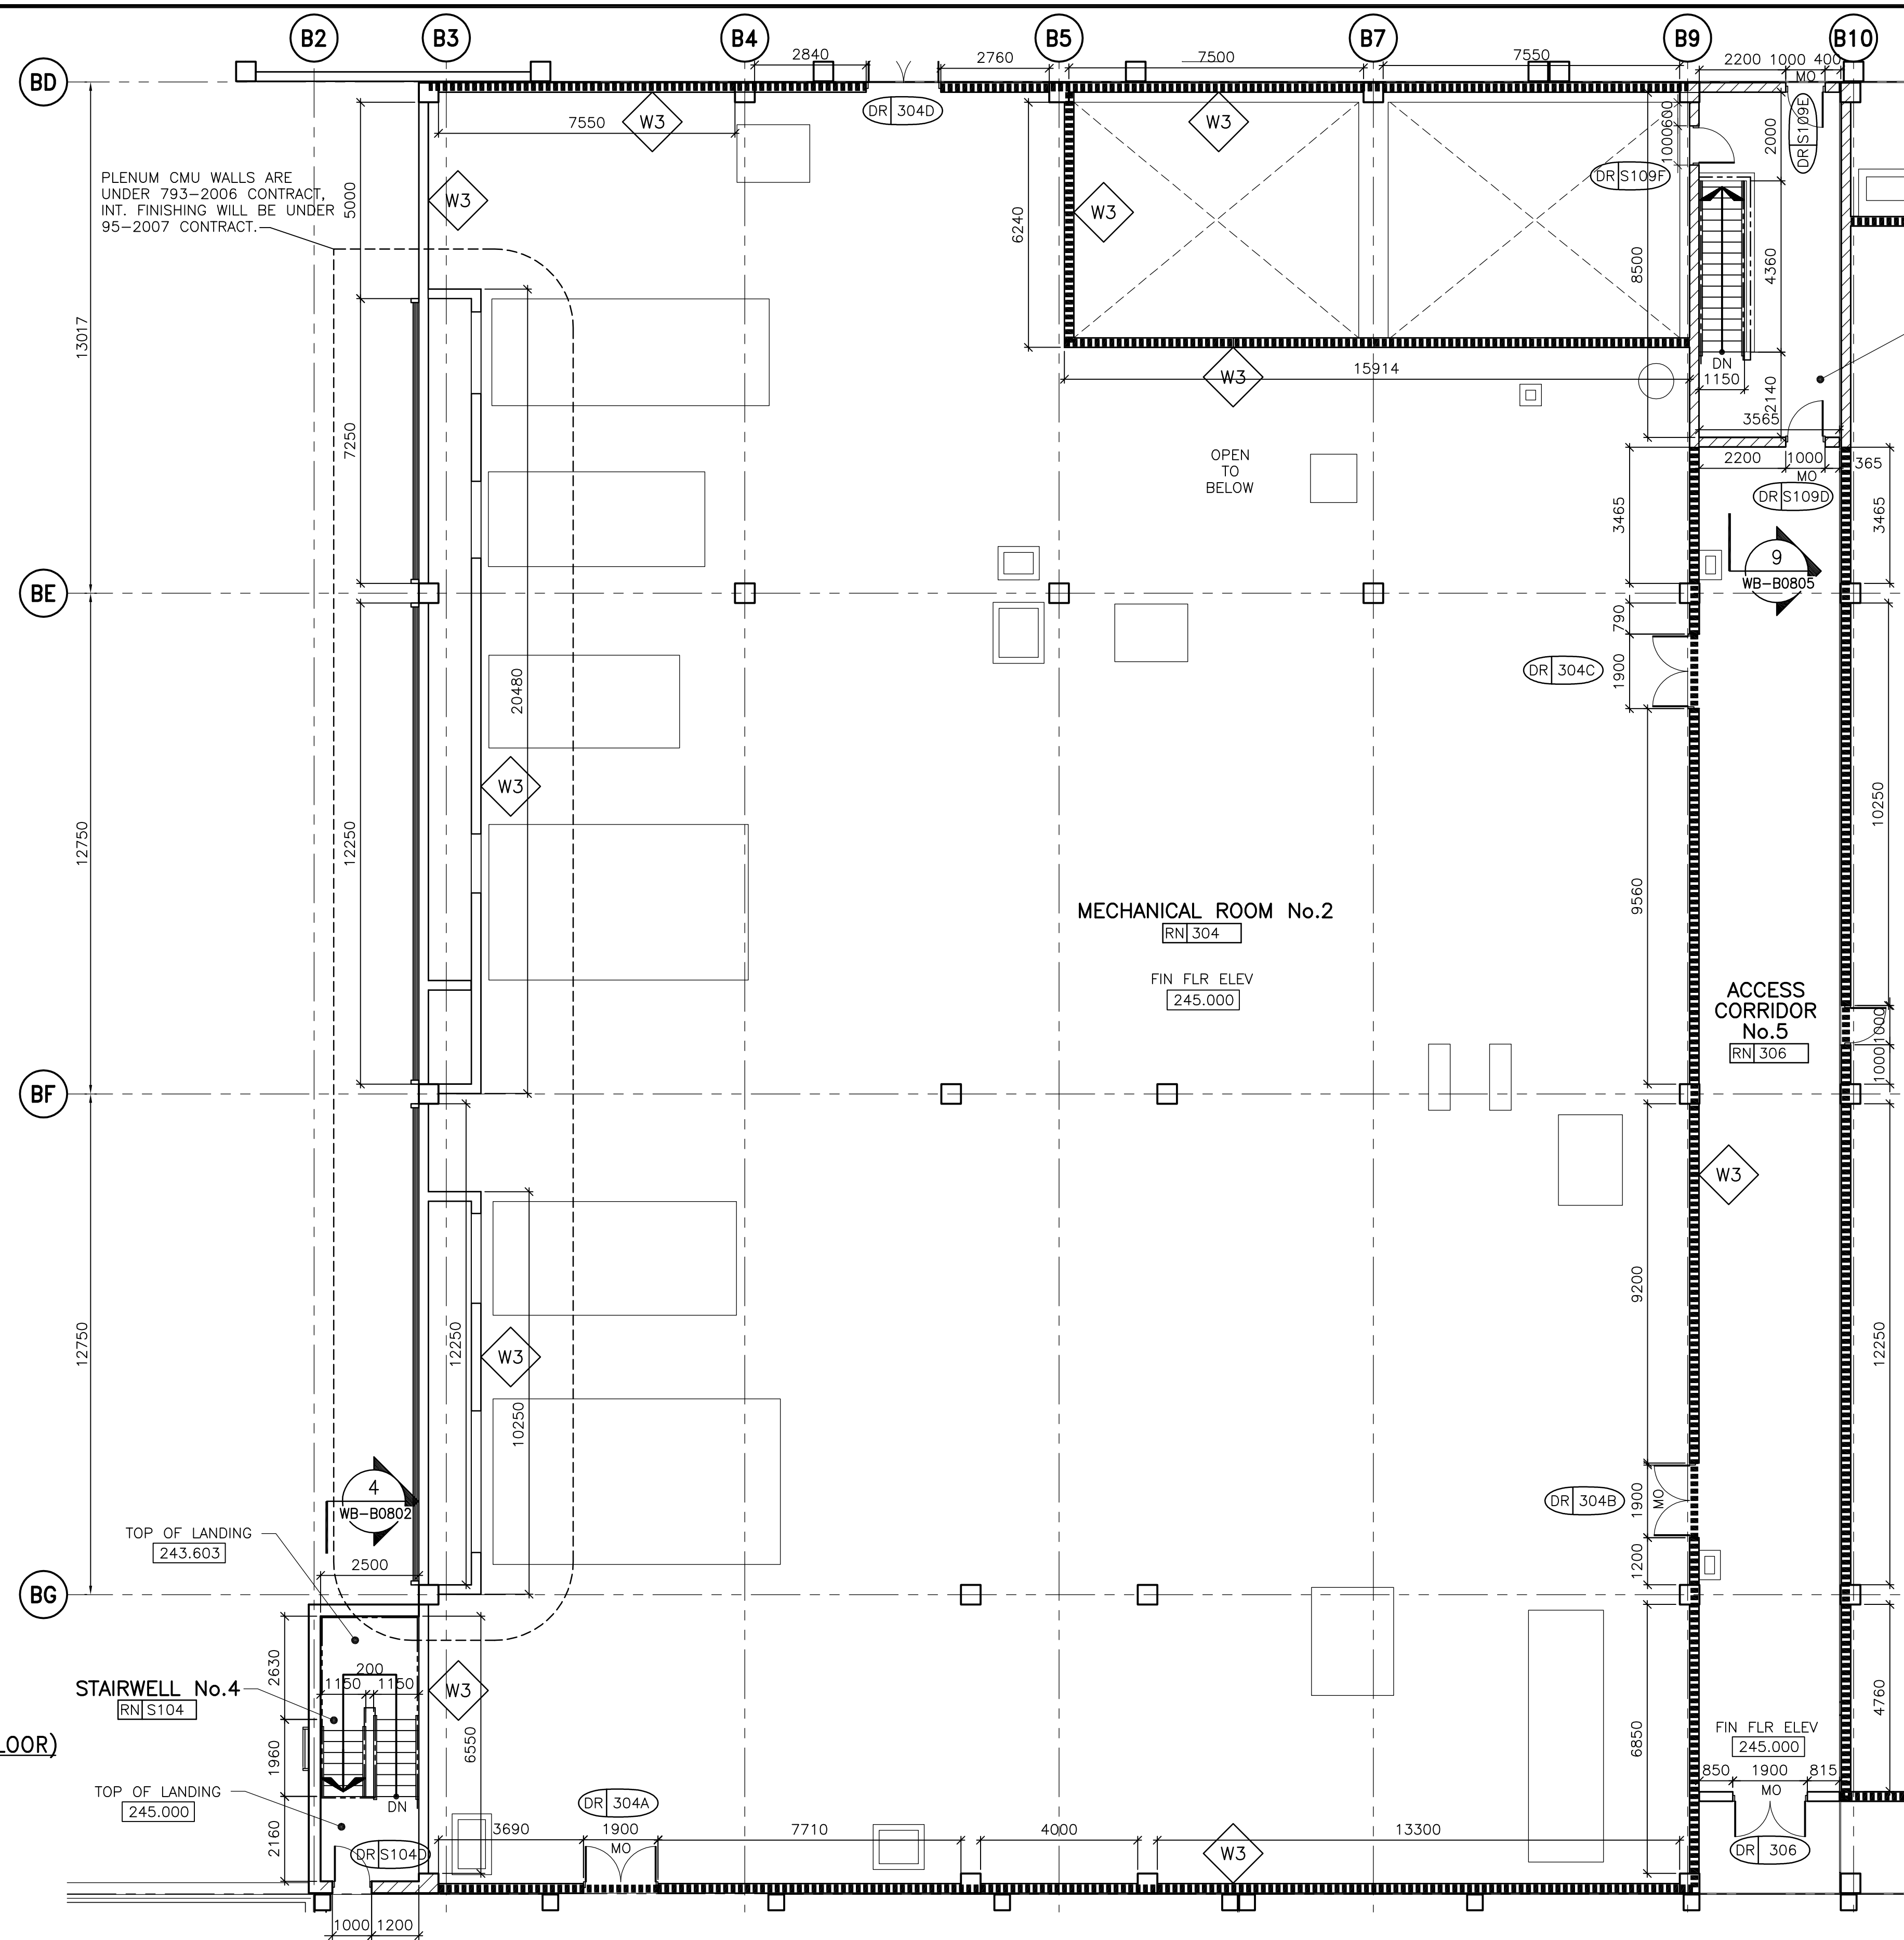 B2
B3
B4
B5
B7
B9
B10
BD
2840
2760
7500
7550
2200
1000
400
MO
DR 304D
7550
W3
W3
1000
600
2000
DR S109E
DR S109F
PLENUM CMU WALLS ARE
UNDER 793-2006 CONTRACT,
INT. FINISHING WILL BE UNDER
95-2007 CONTRACT.
5000
W3
W3
6240
8500
4360
13017
15914
W3
DN
1150
2140
3565
7250
OPEN
TO
BELOW
2200
1000
365
MO
DR S109D
3465
3465
9
WB-B0805
BE
790
1900
DR 304C
20480
W3
12750
12250
10250
9560
MECHANICAL ROOM No.2
RN 304
FIN FLR ELEV
245.000
ACCESS
CORRIDOR
No.5
RN 306
1000
1000
BF
W3
9200
12750
12250
12250
W3
10250
4
WB-B0802
DR 304B
1900
MO
TOP OF LANDING
243.603
2500
1200
BG
2630
200
1150
1150
STAIRWELL No.4
RN S104
W3
6550
6850
4760
LOOR)
1960
FIN FLR ELEV
245.000
TOP OF LANDING
245.000
DN
850
1900
815
MO
DR 304A
2160
DR S104D
3690
1900
MO
7710
4000
13300
W3
DR 306
1000
1200